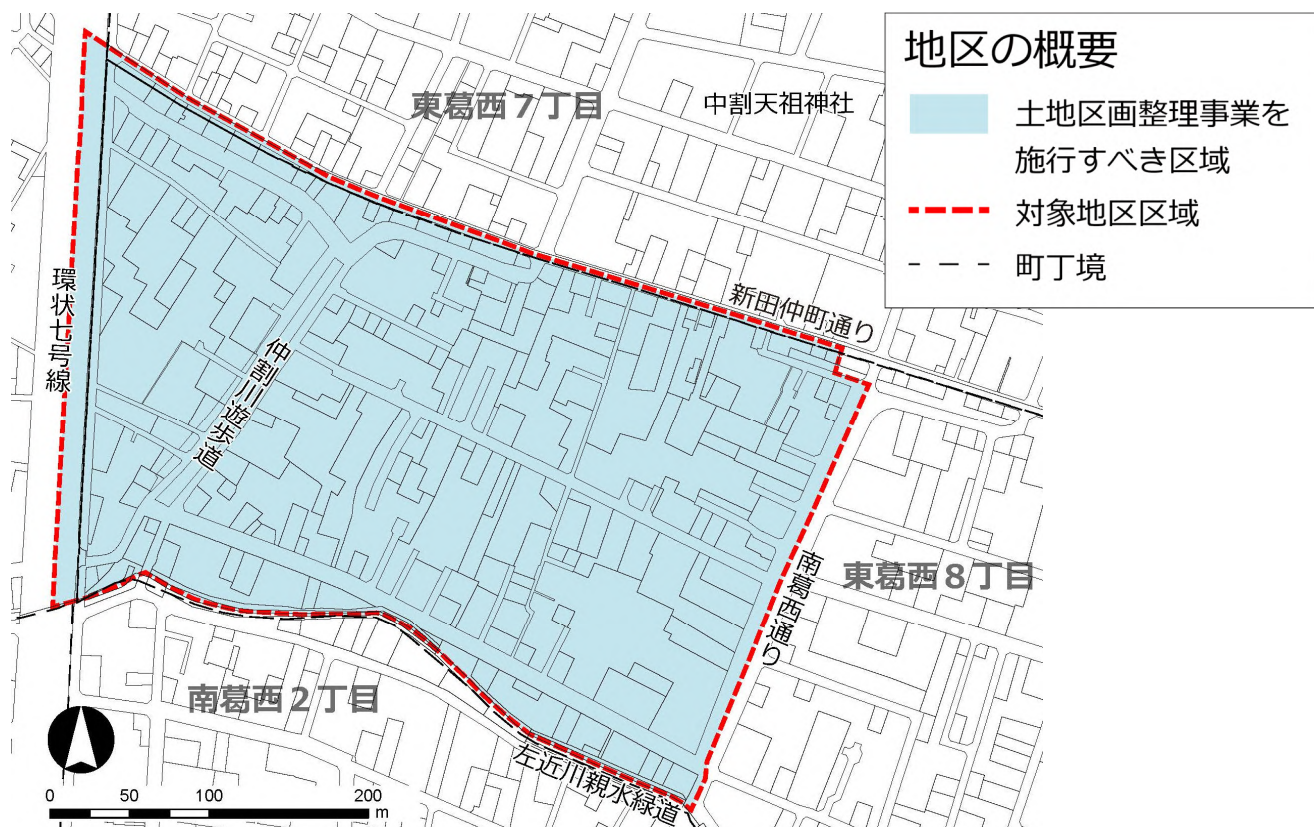 地区の概要
土地区画整理事業を
施行すべき区域
対象地区区域
町丁境
東葛西7丁目
中割天祖神社
環状七号線
仲割川遊歩道
新田仲町通り
南葛西通り
東葛西8丁目
南葛西2丁目
左近川親水緑道
0 50 100 200
m